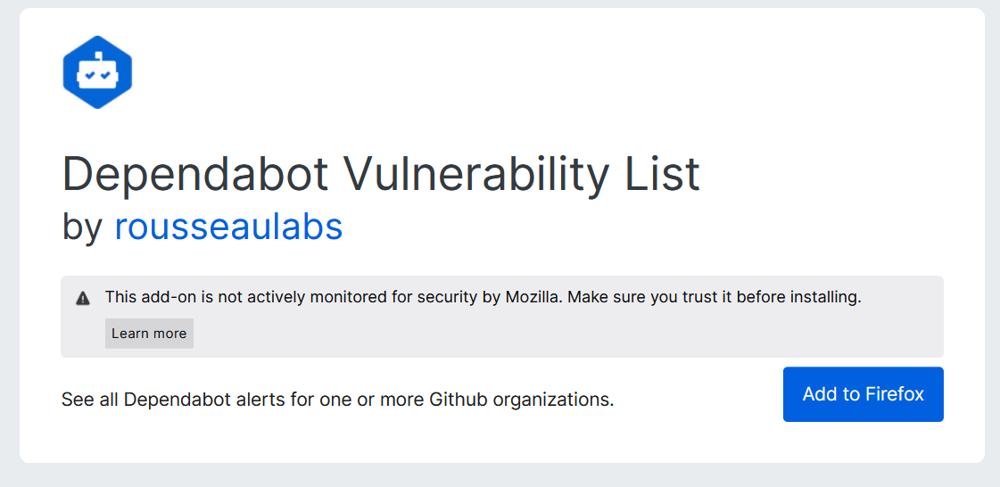 Dependabot Vulnerability List
by rousseaulabs
This add-on is not actively monitored for security by Mozilla. Make sure you trust it before installing.
Learn more
See all Dependabot alerts for one or more Github organizations.
Add to Firefox